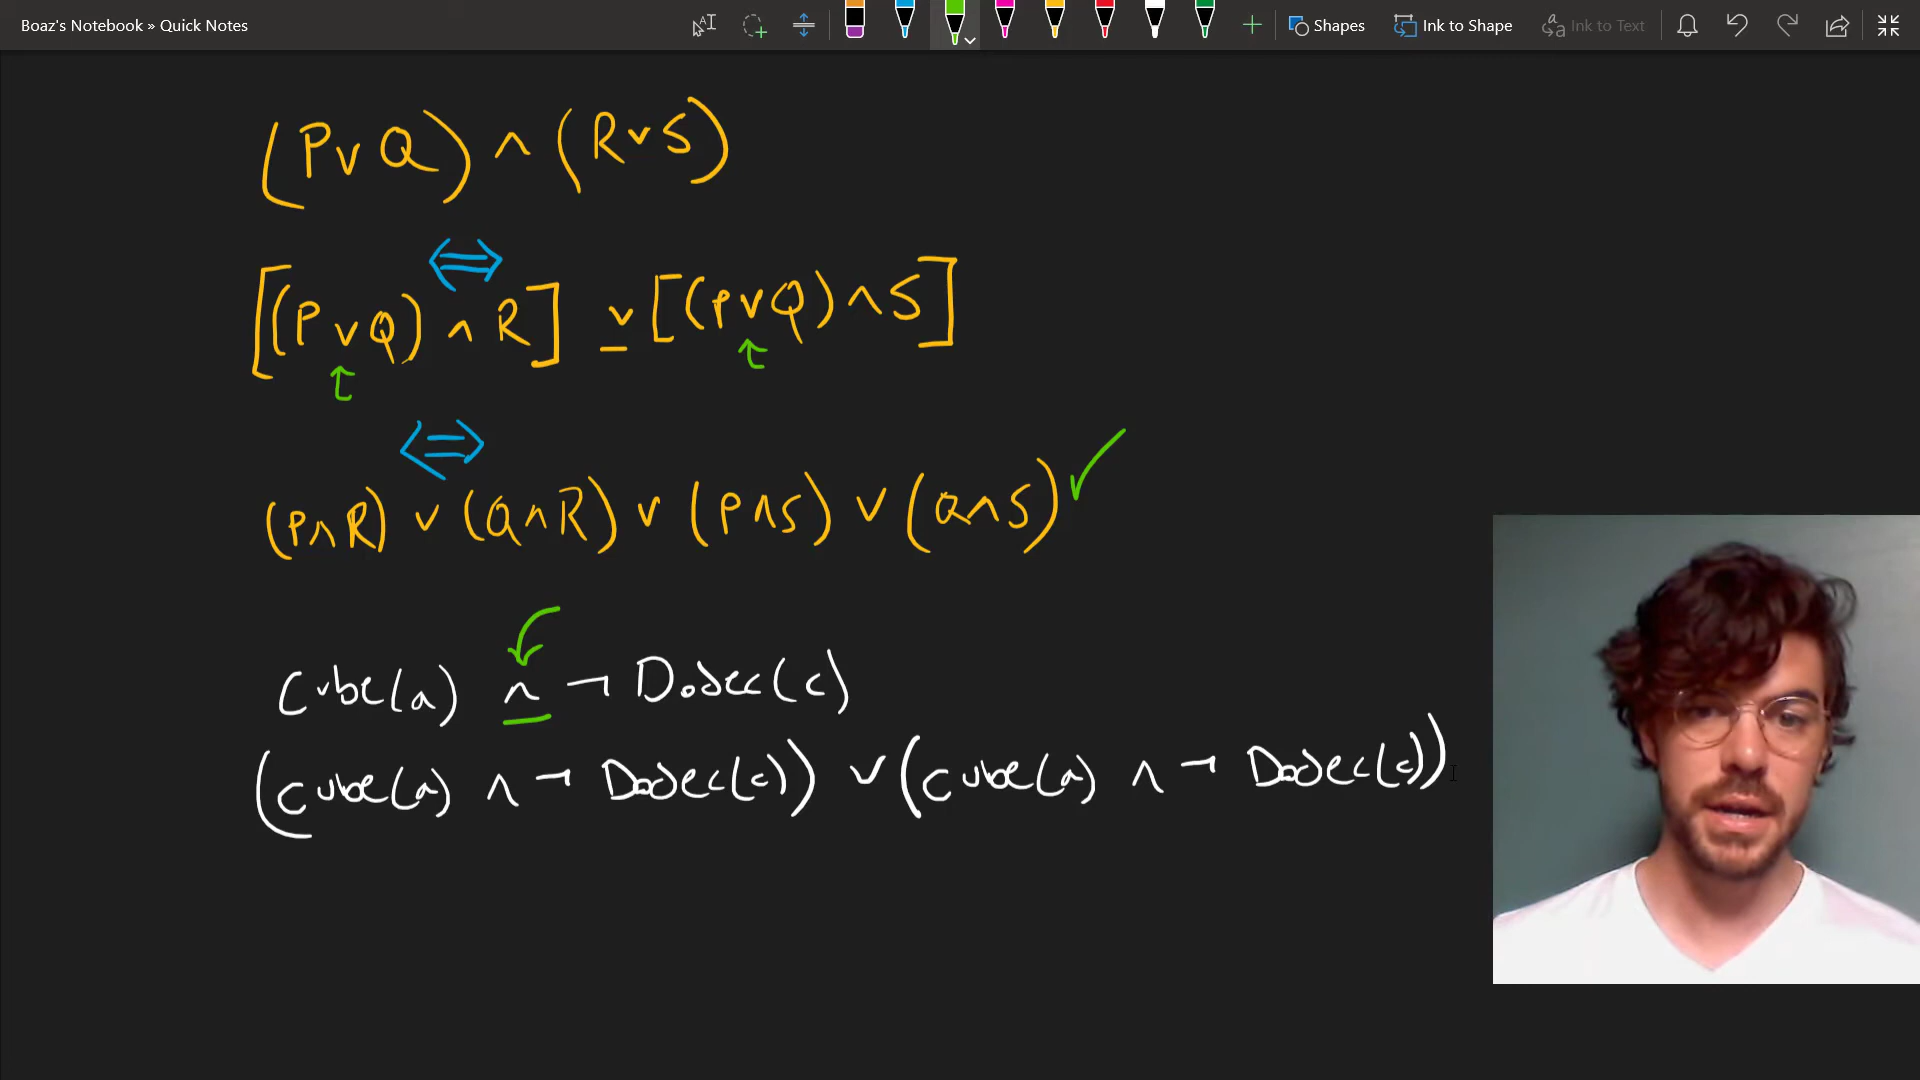 Boaz's Notebook » Quick Notes
Shapes Ink to Shape Ink to Text
(P∨Q) ∧ (R∨S)
⇔
[(P∨Q) ∧ R] ∨ [(P∨Q) ∧ S]
⇔
(P∧R) ∨ (Q∧R) ∨ (P∧S) ∨ (Q∧S) ✓
Cube(a) ∧ ¬ Dodec(c)
(Cube(a) ∧ ¬ Dodec(c)) ∨ (Cube(a) ∧ ¬ Dodec(c))